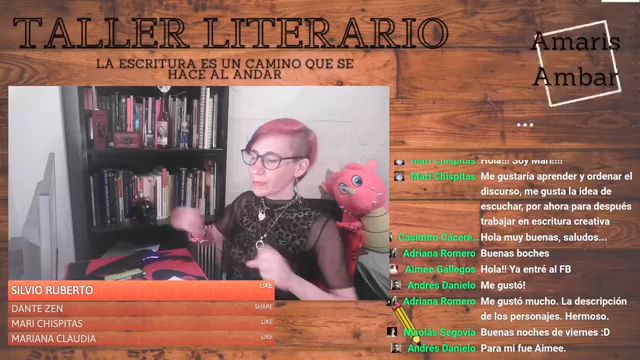 TALLER LITERARIO
LA ESCRITURA ES UN CAMINO QUE SE
HACE AL ANDAR
Amaris
Ambar
...
Mari Chispitas Hola!!! Soy Mari!!!!
Mari Chispitas Me gustaría aprender y ordenar el
discurso, me gusta la idea de
escuchar, por ahora para después
trabajar en escritura creativa
Casimiro Cácere... Hola muy buenas, saludos...
Adriana Romero Buenas boches
Aimee Gallegos Hola!! Ya entré al FB
Andrés Danielo Me gustó!
Adriana Romero Me gustó mucho. La descripción
de los personajes. Hermoso.
Nicolás Segovia Buenas noches de viernes :D
Andrés Danielo Para mi fue Aimee.
SILVIO RUBERTO LIKE
DANTE ZEN SHARE
MARI CHISPITAS LIKE
MARIANA CLAUDIA LIKE